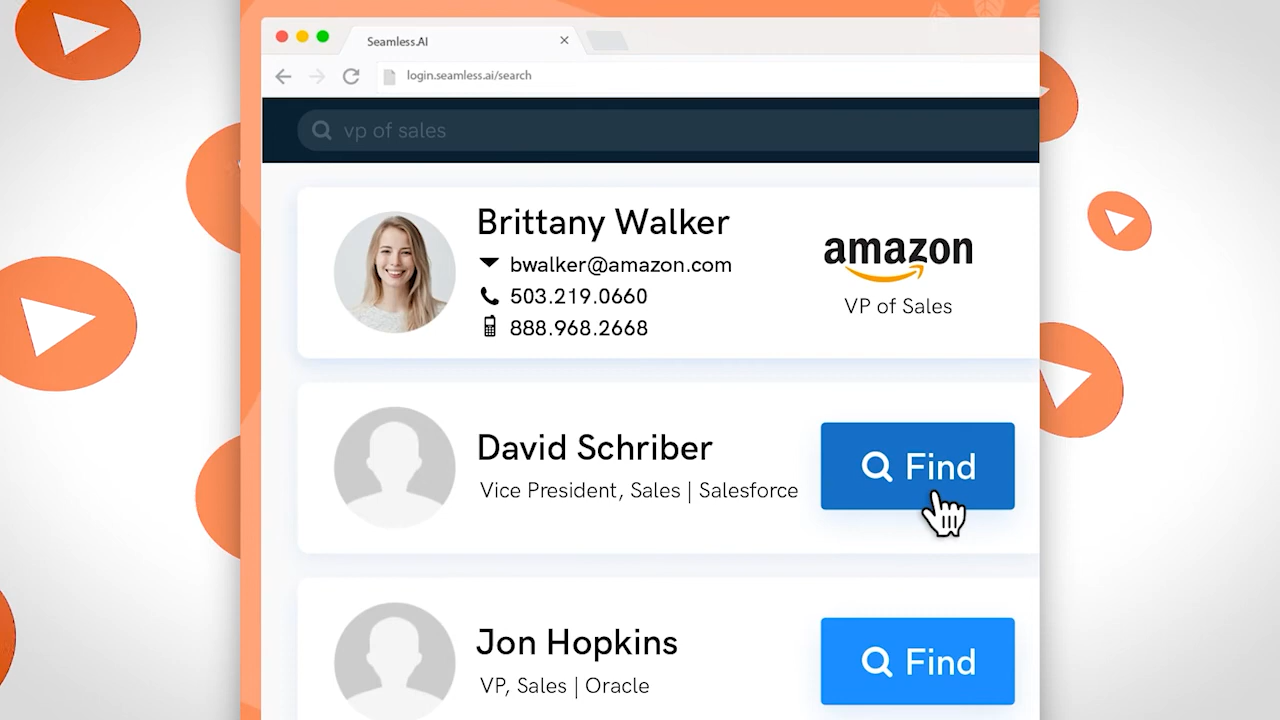 Seamless.AI
login.seamless.ai/search
vp of sales
Brittany Walker
bwalker@amazon.com
503.219.0660
888.968.2668
amazon
VP of Sales
David Schriber
Vice President, Sales | Salesforce
Find
Jon Hopkins
VP, Sales | Oracle
Find